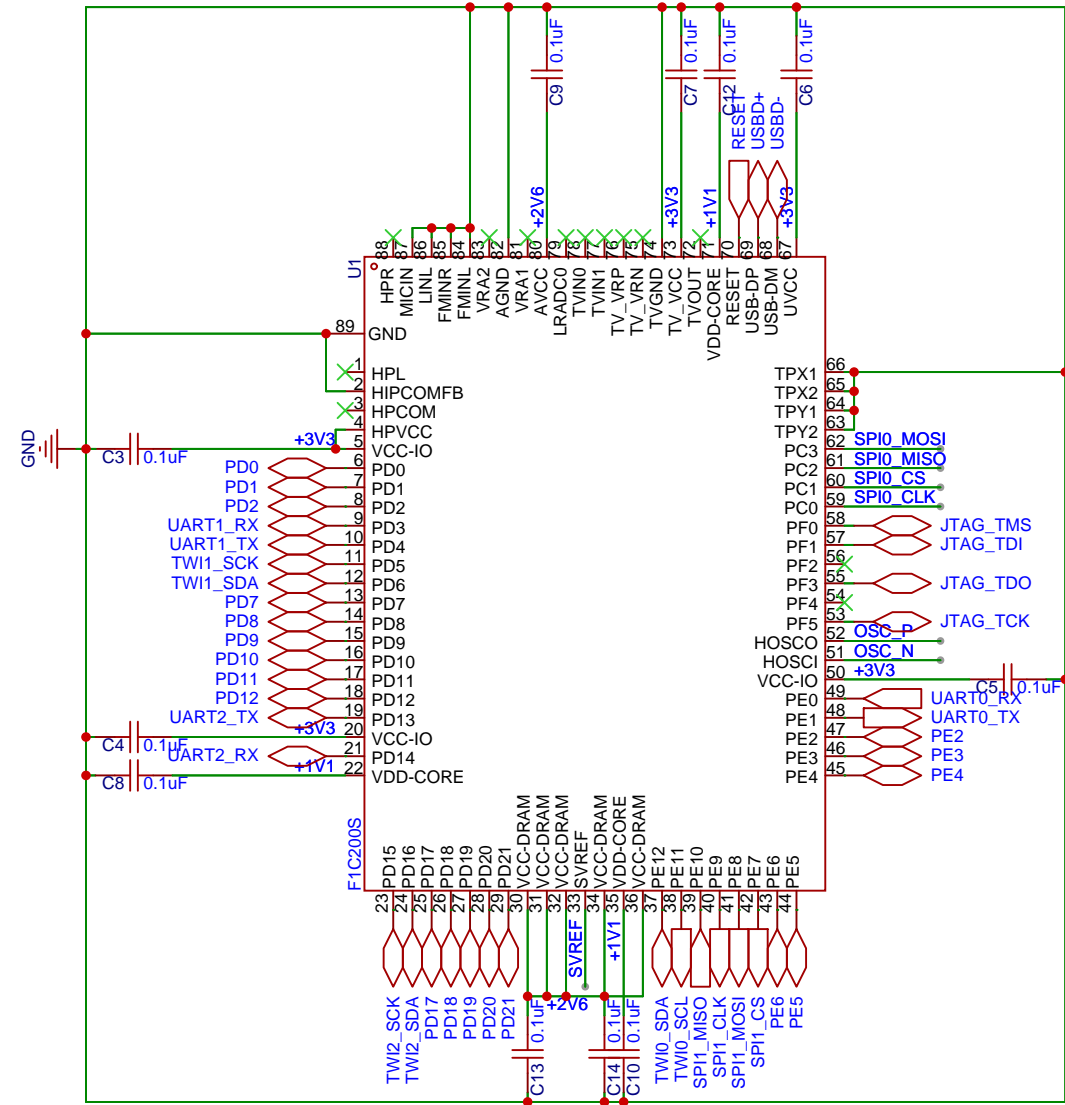 0.1uF
C9
0.1uF
C7
0.1uF
C12
0.1uF
C6
RESET
USBD+
USBD-
+2V6
+3V3
+1V1
+3V3
U1
88 HPR
87 MICIN
86 LINL
85 FMINR
84 FMINL
83 VRA2
82 AGND
81 VRA1
80 AVCC
79 LRADC0
78 TVIN0
77 TVIN1
76 TV_VRP
75 TV_VRN
74 TVGND
73 TV_VCC
72 TVOUT
71 VDD-CORE
70 RESET
69 USB-DP
68 USB-DM
67 UVCC
89 GND
1 HPL
2 HIPCOMFB
3 HPCOM
4 HPVCC
+3V3 5 VCC-IO
GND
C3 0.1uF
PD0 6 PD0
PD1 7 PD1
PD2 8 PD2
UART1_RX 9 PD3
UART1_TX 10 PD4
TWI1_SCK 11 PD5
TWI1_SDA 12 PD6
PD7 13 PD7
PD8 14 PD8
PD9 15 PD9
PD10 16 PD10
PD11 17 PD11
PD12 18 PD12
UART2_TX 19 PD13
C4 0.1uF +3V3 20 VCC-IO
UART2_RX 21 PD14
C8 0.1uF +1V1 22 VDD-CORE
TPX1 66
TPX2 65
TPY1 64
TPY2 63
PC3 62 SPI0_MOSI
PC2 61 SPI0_MISO
PC1 60 SPI0_CS
PC0 59 SPI0_CLK
PF0 58 JTAG_TMS
PF1 57 JTAG_TDI
PF2 56
PF3 55 JTAG_TDO
PF4 54
PF5 53 JTAG_TCK
HOSCO 52 OSC_P
HOSCI 51 OSC_N
VCC-IO 50 +3V3 C5 0.1uF
PE0 49 UART0_RX
PE1 48 UART0_TX
PE2 47 PE2
PE3 46 PE3
PE4 45 PE4
F1C200S
23 PD15 TWI2_SCK
24 PD16 TWI2_SDA
25 PD17 PD17
26 PD18 PD18
27 PD19 PD19
28 PD20 PD20
29 PD21 PD21
30 VCC-DRAM
31 VCC-DRAM
32 VCC-DRAM
33 SVREF SVREF
34 VCC-DRAM
35 VDD-CORE +1V1
36 VCC-DRAM
37 PE12 TWI0_SDA
38 PE11 TWI0_SCL
39 PE10 SPI1_MISO
40 PE9 SPI1_CLK
41 PE8 SPI1_MOSI
42 PE7 SPI1_CS
43 PE6 PE6
44 PE5 PE5
+2V6
C13 0.1uF
C14 0.1uF
C10 0.1uF